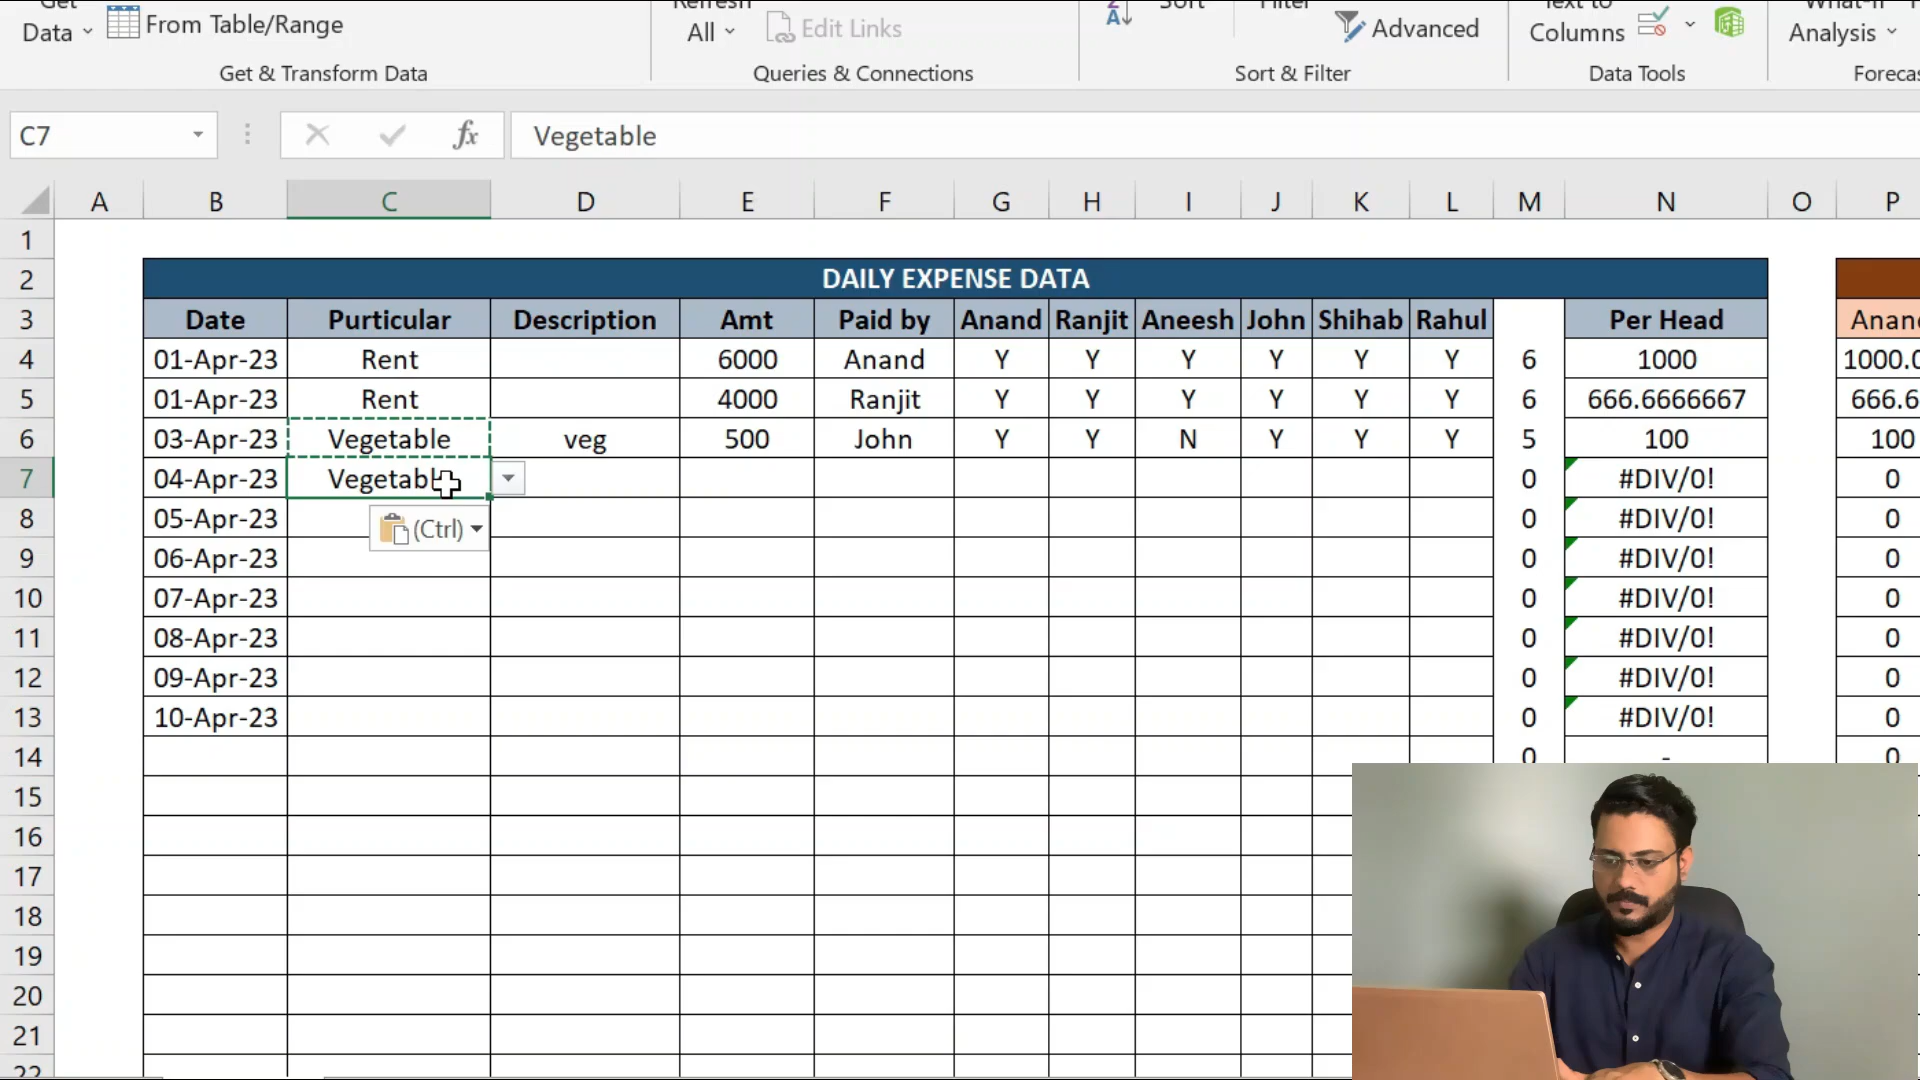 Data
From Table/Range
All
Edit Links
Advanced
Columns
Analysis
Get & Transform Data
Queries & Connections
Sort & Filter
Data Tools
C7
fx
Vegetable
A B C D E F G H I J K L M N O P
1
2 DAILY EXPENSE DATA
3 Date Purticular Description Amt Paid by Anand Ranjit Aneesh John Shihab Rahul Per Head
4 01-Apr-23 Rent 6000 Anand Y Y Y Y Y Y 6 1000
5 01-Apr-23 Rent 4000 Ranjit Y Y Y Y Y Y 6 666.6666667
6 03-Apr-23 Vegetable veg 500 John Y Y N Y Y Y 5 100 100
7 04-Apr-23 Vegetable 0 #DIV/0! 0
8 05-Apr-23 (Ctrl) 0 #DIV/0! 0
9 06-Apr-23 0 #DIV/0! 0
10 07-Apr-23 0 #DIV/0! 0
11 08-Apr-23 0 #DIV/0! 0
12 09-Apr-23 0 #DIV/0! 0
13 10-Apr-23 0 #DIV/0! 0
14 0 - 0
15
16
17
18
19
20
21
22